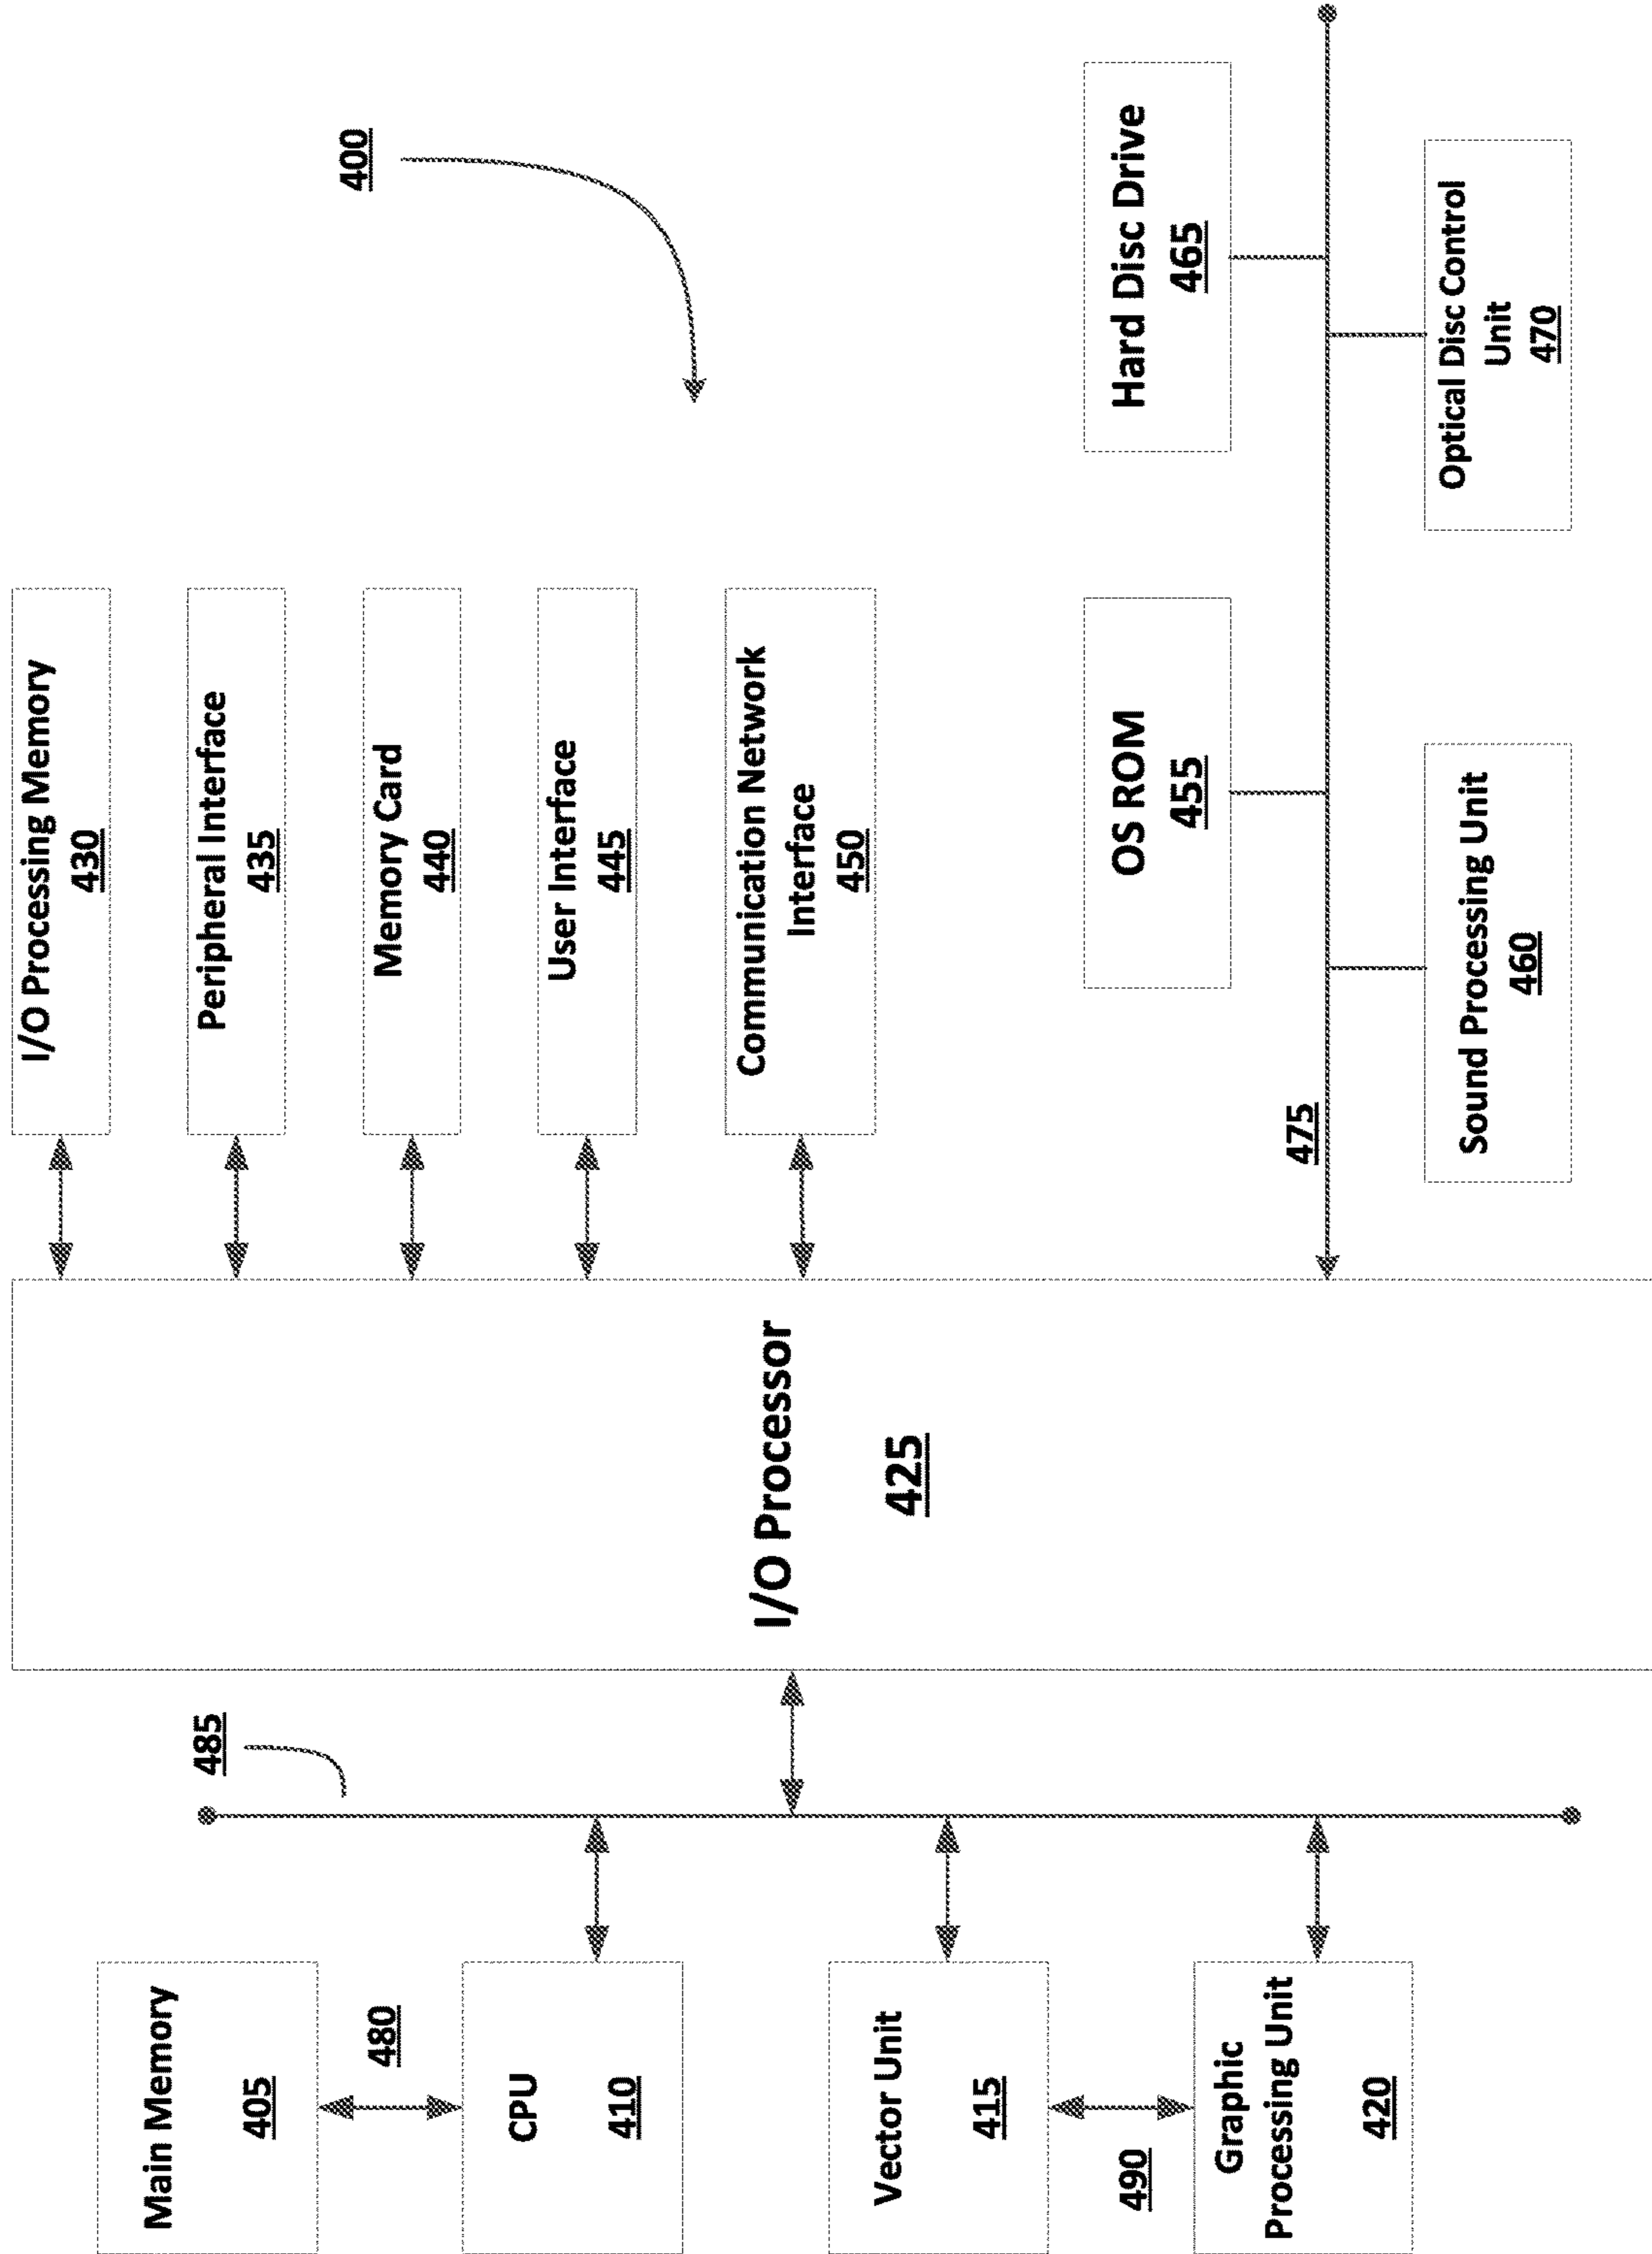 400
Main Memory
405
480
CPU
410
Vector Unit
415
490
Graphic
Processing Unit
420
485
I/O Processor
425
I/O Processing Memory
430
Peripheral Interface
435
Memory Card
440
User Interface
445
Communication Network
Interface
450
475
OS ROM
455
Sound Processing Unit
460
Hard Disc Drive
465
Optical Disc Control
Unit
470